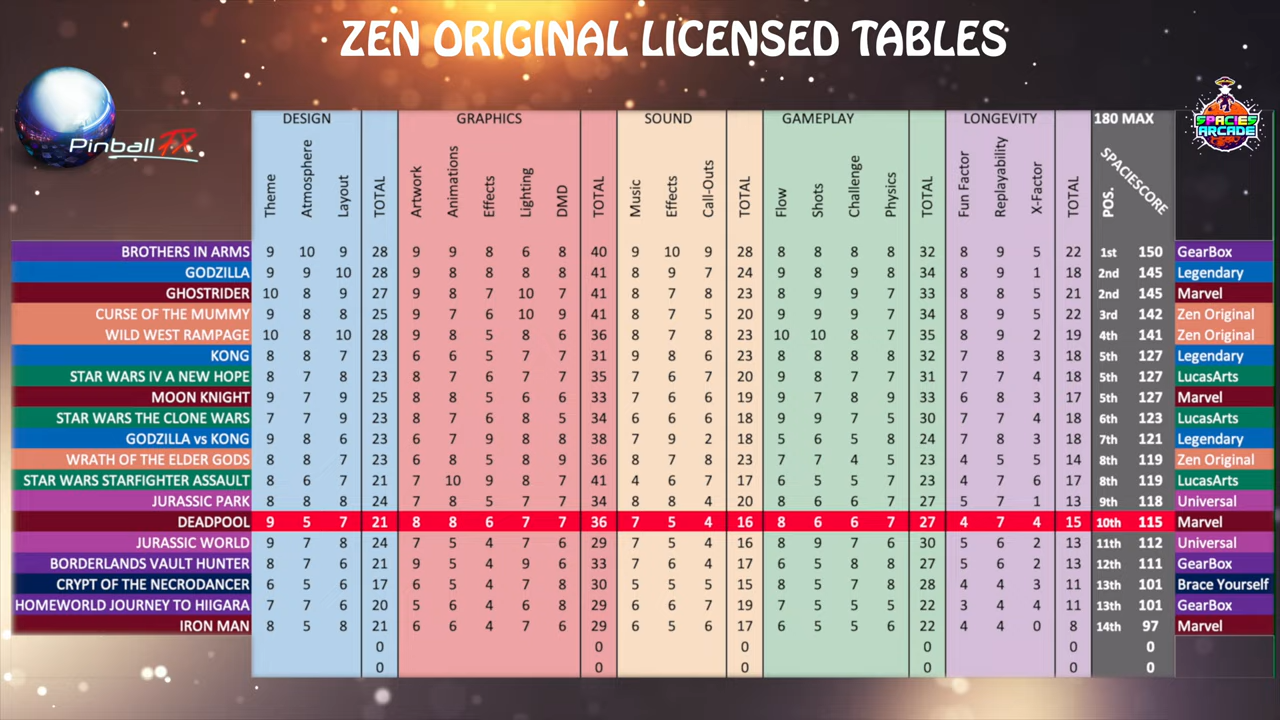 ZEN ORIGINAL LICENSED TABLES
Pinball FX
SPACIES ARCADE
DESIGN GRAPHICS SOUND GAMEPLAY LONGEVITY 180 MAX
Theme Atmosphere Layout TOTAL Artwork Animations Effects Lighting DMD TOTAL Music Effects Call-Outs TOTAL Flow Shots Challenge Physics TOTAL Fun Factor Replayability X-Factor TOTAL POS. SPACIESCORE
BROTHERS IN ARMS 9 10 9 28 9 9 8 6 8 40 9 10 9 28 8 8 8 8 32 8 9 5 22 1st 150 GearBox
GODZILLA 9 9 10 28 9 8 8 8 8 41 8 9 7 24 9 8 9 8 34 8 9 1 18 2nd 145 Legendary
GHOSTRIDER 10 8 9 27 9 8 7 10 7 41 8 7 8 23 8 9 9 7 33 8 8 5 21 2nd 145 Marvel
CURSE OF THE MUMMY 9 8 8 25 9 7 6 10 9 41 8 7 5 20 9 9 9 7 34 8 9 5 22 3rd 142 Zen Original
WILD WEST RAMPAGE 10 8 10 28 9 8 5 8 6 36 8 7 8 23 10 10 8 7 35 8 9 2 19 4th 141 Zen Original
KONG 8 8 7 23 6 6 5 7 7 31 9 8 6 23 8 8 8 8 32 7 8 3 18 5th 127 Legendary
STAR WARS IV A NEW HOPE 8 7 8 23 8 7 6 7 7 35 7 6 7 20 9 8 7 7 31 7 7 4 18 5th 127 LucasArts
MOON KNIGHT 9 7 9 25 8 8 5 6 6 33 7 6 6 19 9 7 8 9 33 6 8 3 17 5th 127 Marvel
STAR WARS THE CLONE WARS 7 7 9 23 8 7 6 8 5 34 6 6 6 18 9 9 7 5 30 7 7 4 18 6th 123 LucasArts
GODZILLA vs KONG 9 8 6 23 6 7 9 8 8 38 7 9 2 18 5 6 5 8 24 7 8 3 18 7th 121 Legendary
WRATH OF THE ELDER GODS 8 8 7 23 6 8 5 8 9 36 8 7 8 23 7 7 4 5 23 4 5 5 14 8th 119 Zen Original
STAR WARS STARFIGHTER ASSAULT 8 6 7 21 7 10 9 8 7 41 4 6 7 17 6 5 5 7 23 4 7 6 17 8th 119 LucasArts
JURASSIC PARK 8 8 8 24 7 8 5 7 7 34 8 8 4 20 8 6 6 7 27 5 7 1 13 9th 118 Universal
DEADPOOL 9 5 7 21 8 8 6 7 7 36 7 5 4 16 8 6 6 7 27 4 7 4 15 10th 115 Marvel
JURASSIC WORLD 9 7 8 24 7 5 4 7 6 29 7 5 4 16 8 9 7 6 30 5 6 2 13 11th 112 Universal
BORDERLANDS VAULT HUNTER 8 7 6 21 9 5 4 9 6 33 7 6 4 17 6 5 8 8 27 5 6 2 13 12th 111 GearBox
CRYPT OF THE NECRODANCER 6 5 6 17 6 5 4 7 8 30 5 5 5 15 8 5 7 8 28 4 4 3 11 13th 101 Brace Yourself
HOMEWORLD JOURNEY TO HIIGARA 7 7 6 20 5 6 4 6 8 29 6 6 7 19 7 5 5 5 22 3 4 4 11 13th 101 GearBox
IRON MAN 8 5 8 21 6 6 4 7 6 29 6 5 6 17 6 5 5 6 22 4 4 0 8 14th 97 Marvel
0 0 0 0 0 0
0 0 0 0 0 0